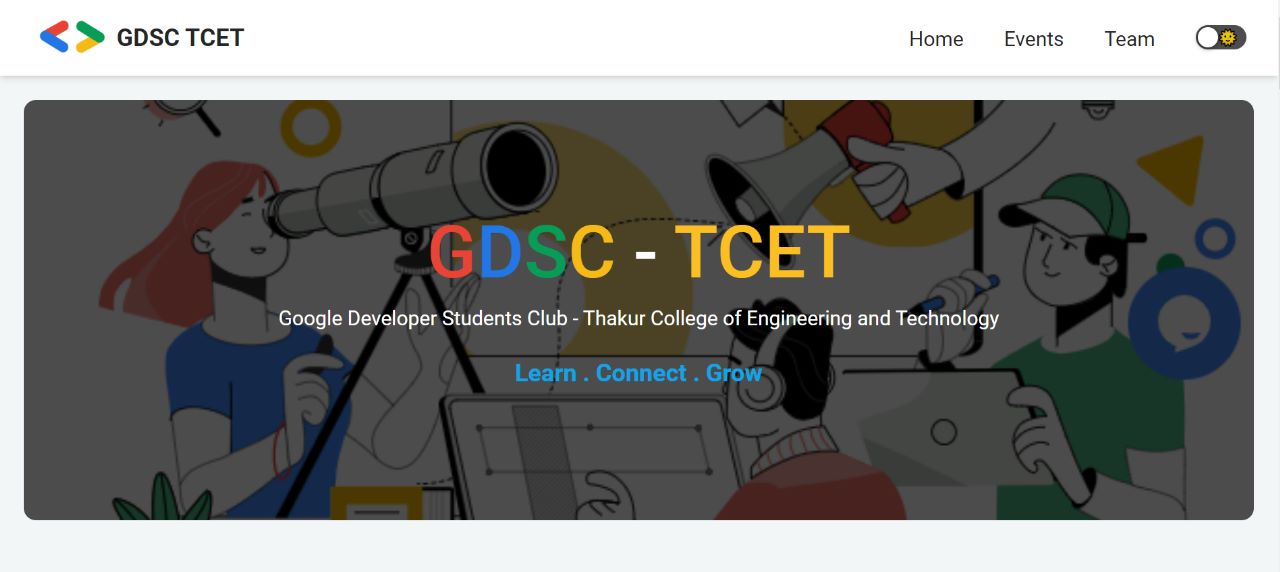 GDSC TCET
Home
Events
Team
GDSC - TCET
Google Developer Students Club - Thakur College of Engineering and Technology
Learn . Connect . Grow